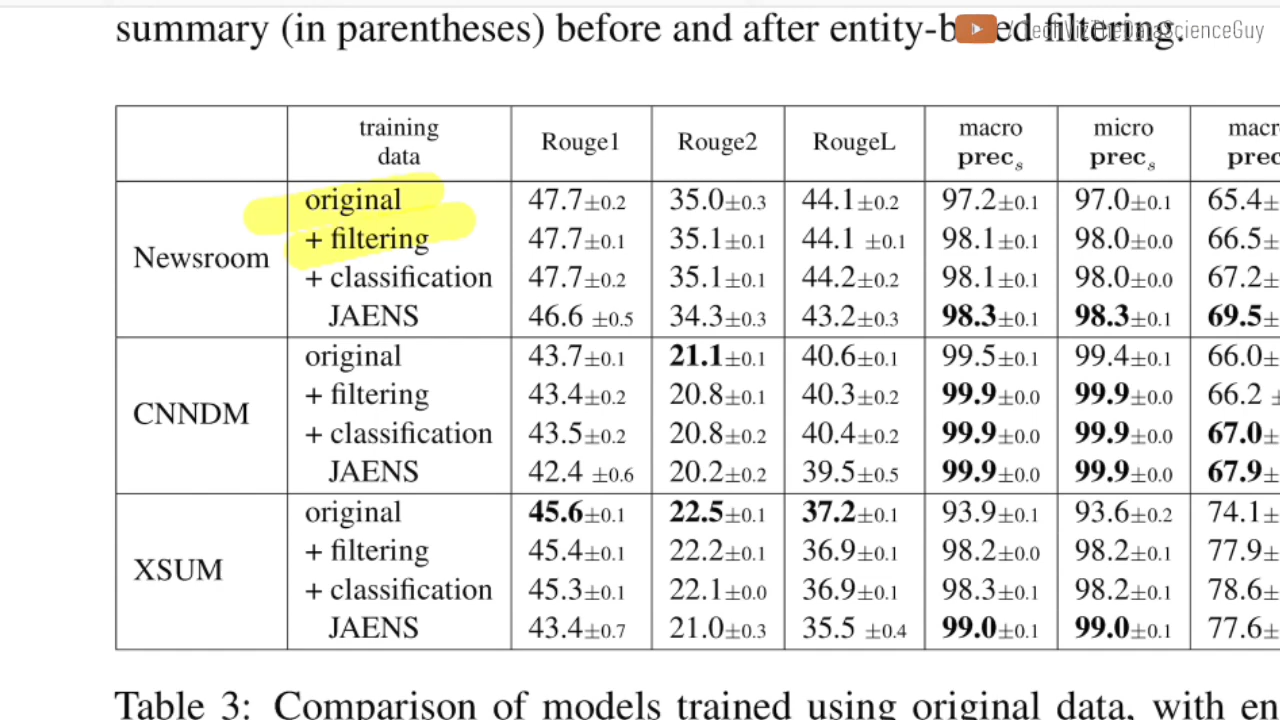 summary (in parentheses) before and after entity-b ed filtering.
/ TechVizTheDataScienceGuy
training data Rouge1 Rouge2 RougeL macro prec_s micro prec_s macr prec
Newsroom
original 47.7±0.2 35.0±0.3 44.1±0.2 97.2±0.1 97.0±0.1 65.4±
+ filtering 47.7±0.1 35.1±0.1 44.1 ±0.1 98.1±0.1 98.0±0.0 66.5±
+ classification 47.7±0.2 35.1±0.1 44.2±0.2 98.1±0.1 98.0±0.0 67.2±
JAENS 46.6 ±0.5 34.3±0.3 43.2±0.3 98.3±0.1 98.3±0.1 69.5±
CNNDM
original 43.7±0.1 21.1±0.1 40.6±0.1 99.5±0.1 99.4±0.1 66.0±
+ filtering 43.4±0.2 20.8±0.1 40.3±0.2 99.9±0.0 99.9±0.0 66.2 ±
+ classification 43.5±0.2 20.8±0.2 40.4±0.2 99.9±0.0 99.9±0.0 67.0±
JAENS 42.4 ±0.6 20.2±0.2 39.5±0.5 99.9±0.0 99.9±0.0 67.9±
XSUM
original 45.6±0.1 22.5±0.1 37.2±0.1 93.9±0.1 93.6±0.2 74.1±
+ filtering 45.4±0.1 22.2±0.1 36.9±0.1 98.2±0.0 98.2±0.1 77.9±
+ classification 45.3±0.1 22.1±0.0 36.9±0.1 98.3±0.1 98.2±0.1 78.6±
JAENS 43.4±0.7 21.0±0.3 35.5 ±0.4 99.0±0.1 99.0±0.1 77.6±
Table 3: Comparison of models trained using original data, with en